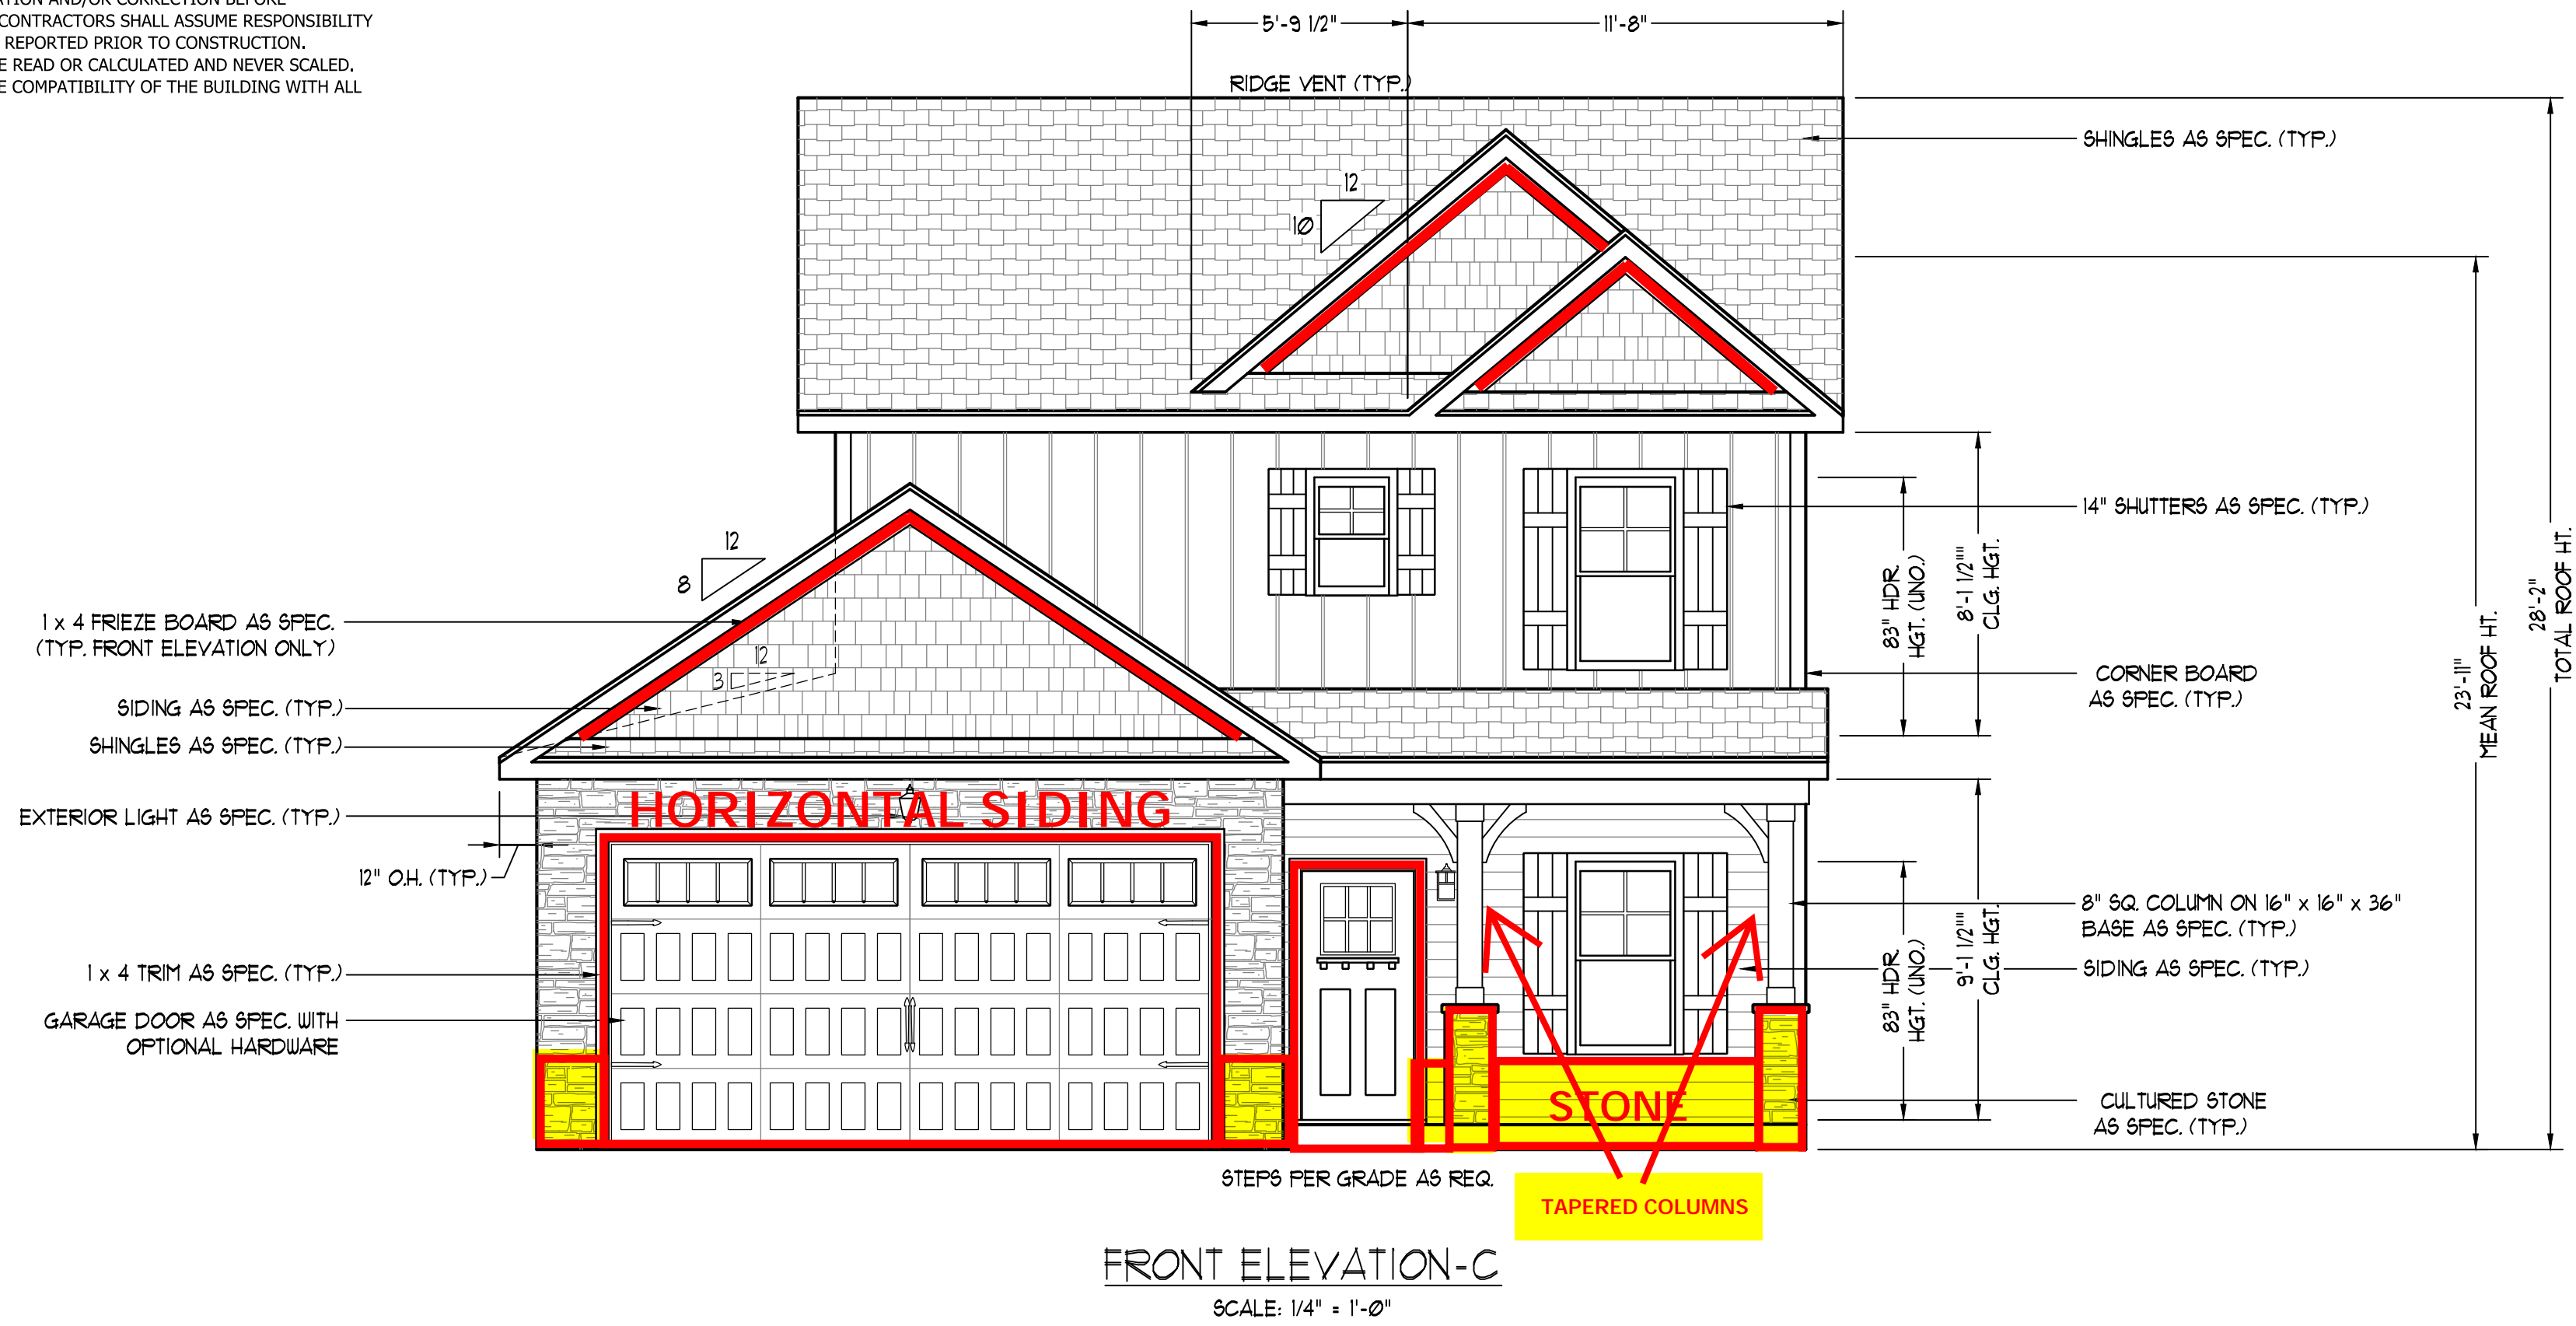 ATION AND/OR CORRECTION BEFORE
CONTRACTORS SHALL ASSUME RESPONSIBILITY
REPORTED PRIOR TO CONSTRUCTION.
E READ OR CALCULATED AND NEVER SCALED.
E COMPATIBILITY OF THE BUILDING WITH ALL
5'-9 1/2"
11'-8"
RIDGE VENT (TYP.)
SHINGLES AS SPEC. (TYP.)
12
10
14" SHUTTERS AS SPEC. (TYP.)
12
8
83" HDR.
HGT. (UNO.)
8'-1 1/2""
CLG. HGT.
23'-11"
MEAN ROOF HT.
28'-2"
TOTAL ROOF HT.
1 x 4 FRIEZE BOARD AS SPEC.
(TYP. FRONT ELEVATION ONLY)
12
3
CORNER BOARD
AS SPEC. (TYP.)
SIDING AS SPEC. (TYP.)
SHINGLES AS SPEC. (TYP.)
HORIZONTAL SIDING
EXTERIOR LIGHT AS SPEC. (TYP.)
12" O.H. (TYP.)
8" SQ. COLUMN ON 16" x 16" x 36"
BASE AS SPEC. (TYP.)
83" HDR.
HGT. (UNO.)
9'-1 1/2""
CLG. HGT.
SIDING AS SPEC. (TYP.)
1 x 4 TRIM AS SPEC. (TYP.)
GARAGE DOOR AS SPEC. WITH
OPTIONAL HARDWARE
STONE
CULTURED STONE
AS SPEC. (TYP.)
STEPS PER GRADE AS REQ.
TAPERED COLUMNS
FRONT ELEVATION-C
SCALE: 1/4" = 1'-0"